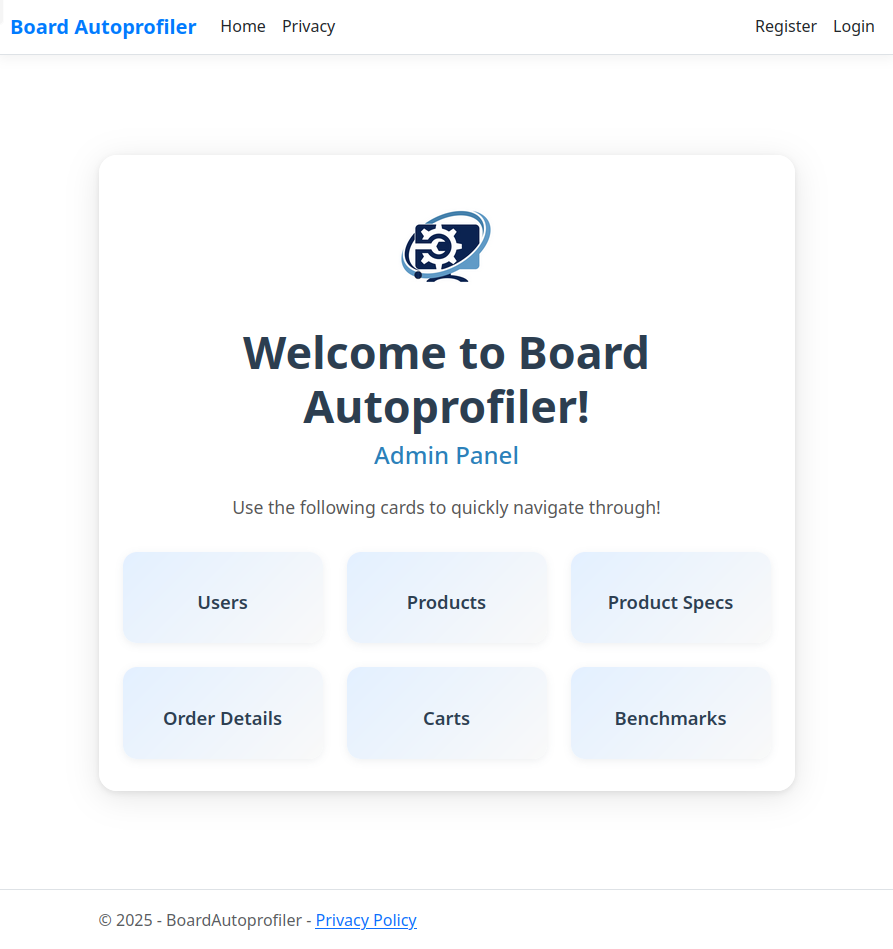 Board Autoprofiler Home Privacy Register Login
Welcome to Board
Autoprofiler!
Admin Panel
Use the following cards to quickly navigate through!
Users Products Product Specs
Order Details Carts Benchmarks
© 2025 - BoardAutoprofiler - Privacy Policy